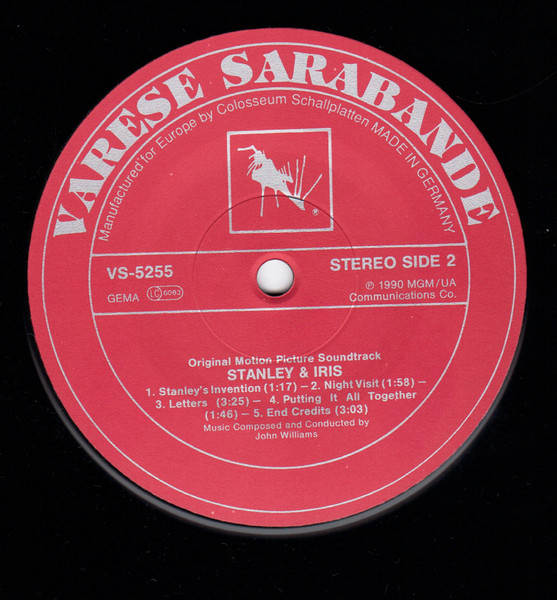 VARESE SARABANDE
Manufactured for Europe by Colosseum Schallplatten MADE IN GERMANY
®
VS-5255
STEREO SIDE 2
GEMA LC 6083
℗ 1990 MGM/UA
Communications Co.
Original Motion Picture Soundtrack
STANLEY & IRIS
1. Stanley's Invention (1:17) – 2. Night Visit (1:58) –
3. Letters (3:25) – 4. Putting It All Together
(1:46) – 5. End Credits (3:03)
Music Composed and Conducted by
John Williams